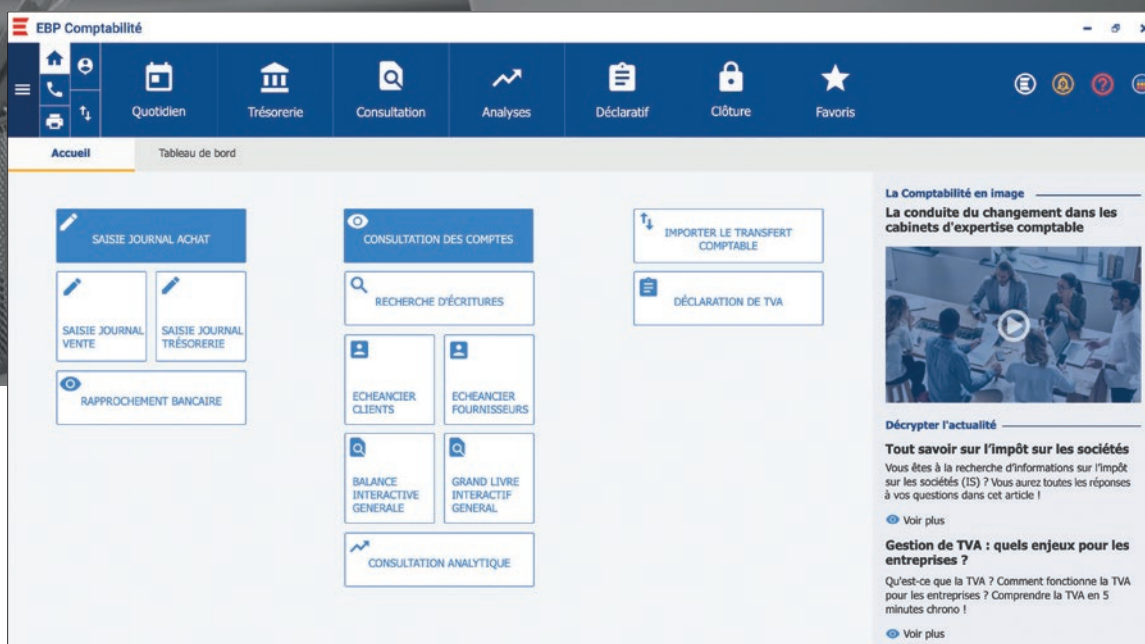 EBP Comptabilité
Quotidien
Trésorerie
Consultation
Analyses
Déclaratif
Clôture
Favoris
Accueil
Tableau de bord
SAISIE JOURNAL ACHAT
SAISIE JOURNAL
VENTE
SAISIE JOURNAL
TRÉSORERIE
RAPPROCHEMENT BANCAIRE
CONSULTATION DES COMPTES
RECHERCHE D'ÉCRITURES
ECHEANCIER
CLIENTS
ECHEANCIER
FOURNISSEURS
BALANCE
INTERACTIVE
GENERALE
GRAND LIVRE
INTERACTIF
GENERAL
CONSULTATION ANALYTIQUE
IMPORTER LE TRANSFERT
COMPTABLE
DÉCLARATION DE TVA
La Comptabilité en image
La conduite du changement dans les
cabinets d'expertise comptable
Décrypter l'actualité
Tout savoir sur l'impôt sur les sociétés
Vous êtes à la recherche d'informations sur l'impôt
sur les sociétés (IS) ? Vous aurez toutes les réponses
à vos questions dans cet article !
Voir plus
Gestion de TVA : quels enjeux pour les
entreprises ?
Qu'est-ce que la TVA ? Comment fonctionne la TVA
pour les entreprises ? Comprendre la TVA en 5
minutes chrono !
Voir plus